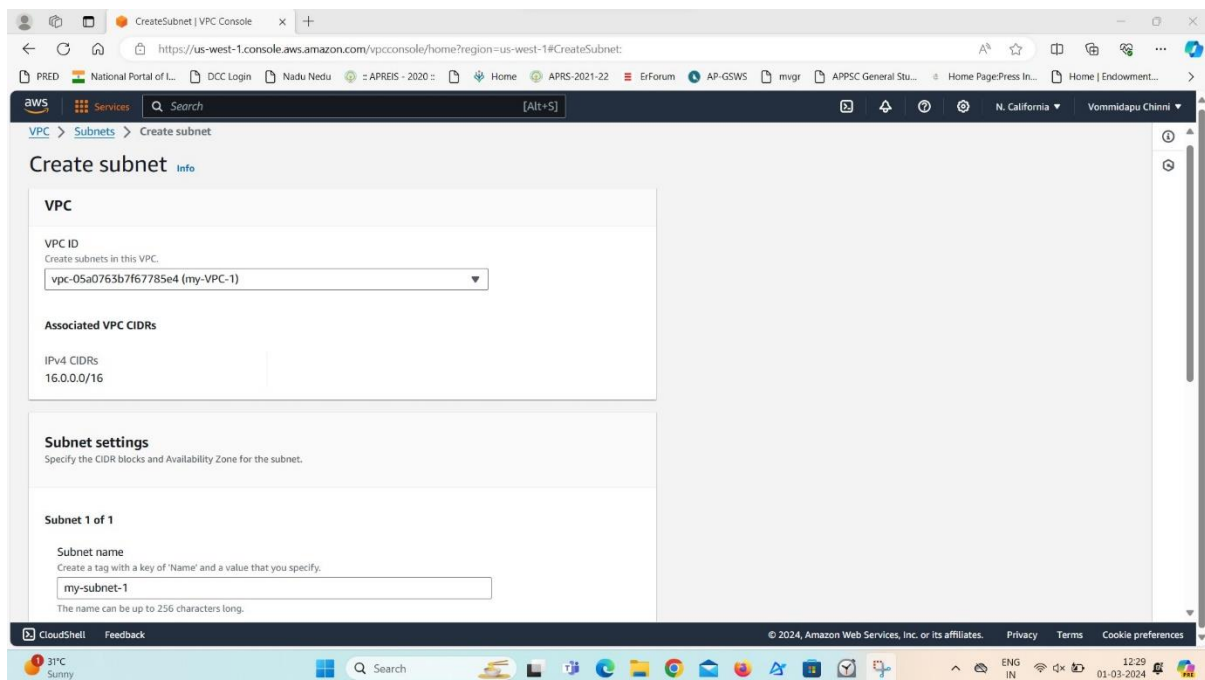 CreateSubnet | VPC Console
https://us-west-1.console.aws.amazon.com/vpcconsole/home?region=us-west-1#CreateSubnet:
PRED National Portal of I... DCC Login Nadu Nedu :: APREIS - 2020 :: Home APRS-2021-22 ErForum AP-GSWS mvgr APPSC General Stu... Home Page:Press In... Home | Endowment...
aws Services Search [Alt+S] N. California Vommidapu Chinni
VPC > Subnets > Create subnet
Create subnet Info
VPC
VPC ID
Create subnets in this VPC.
vpc-05a0763b7f67785e4 (my-VPC-1)
Associated VPC CIDRs
IPv4 CIDRs
16.0.0.0/16
Subnet settings
Specify the CIDR blocks and Availability Zone for the subnet.
Subnet 1 of 1
Subnet name
Create a tag with a key of 'Name' and a value that you specify.
my-subnet-1
The name can be up to 256 characters long.
CloudShell Feedback © 2024, Amazon Web Services, Inc. or its affiliates. Privacy Terms Cookie preferences
1 31°C Search ENG 12:29
Sunny IN 01-03-2024